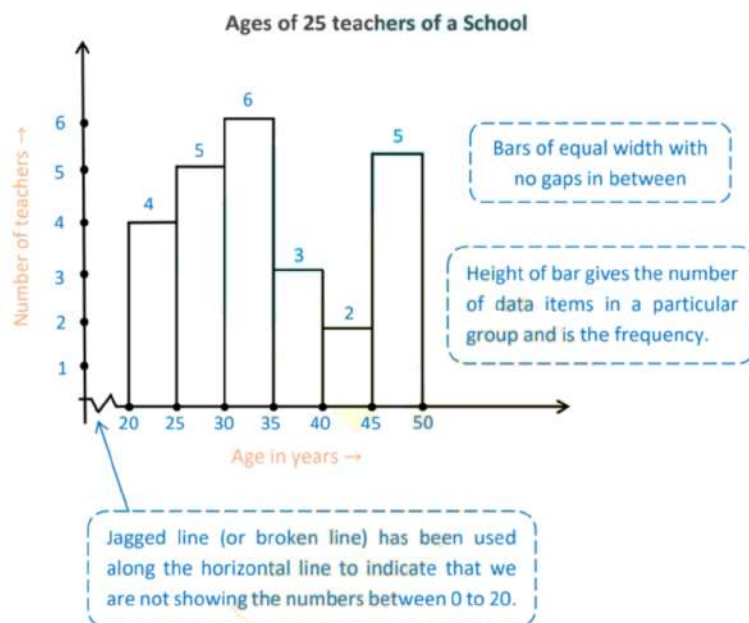 Ages of 25 teachers of a School
Number of teachers →
6
5
4
3
2
1
4
5
6
3
2
5
20 25 30 35 40 45 50
Age in years →
Bars of equal width with
no gaps in between
Height of bar gives the number
of data items in a particular
group and is the frequency.
Jagged line (or broken line) has been used
along the horizontal line to indicate that we
are not showing the numbers between 0 to 20.